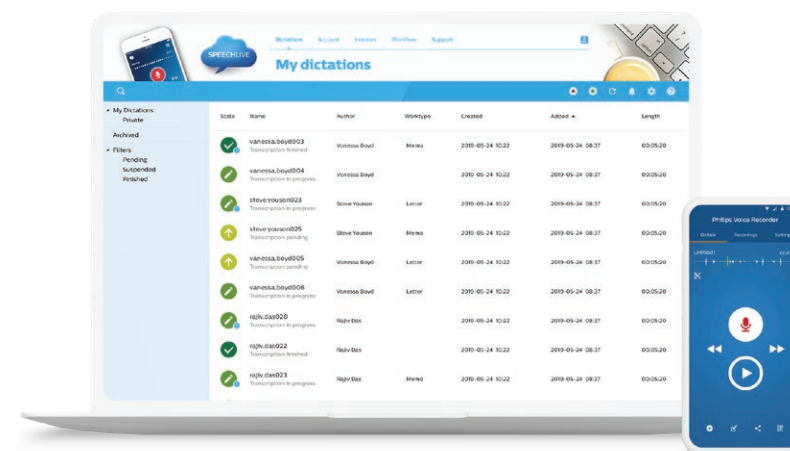 Dictations Account Invoices Workflow Support
SPEECHLIVE
My dictations
My Dictations
Private
Archived
Filters
Pending
Suspended
Finished
State Name Author Worktype Created Added Length
vanessa.boyd003 Vanessa Boyd Memo 2019-05-24 10:22 2019-05-24 08:37 00:05:20
Transcription finished
vanessa.boyd004 Vanessa Boyd 2019-05-24 10:22 2019-05-24 08:37 00:05:20
Transcription in progress
steve.youson023 Steve Youson Letter 2019-05-24 10:22 2019-05-24 08:37 00:05:20
Transcription in progress
steve.youson025 Steve Youson Memo 2019-05-24 10:22 2019-05-24 08:37 00:05:20
Transcription pending
vanessa.boyd005 Vanessa Boyd Letter 2019-05-24 10:22 2019-05-24 08:37 00:05:20
Transcription pending
vanessa.boyd006 Vanessa Boyd Letter 2019-05-24 10:22 2019-05-24 08:37 00:05:20
Transcription in progress
rajiv.das020 Rajiv Das 2019-05-24 10:22 2019-05-24 08:37 00:05:20
Transcription in progress
rajiv.das022 Rajiv Das 2019-05-24 10:22 2019-05-24 08:37 00:05:20
Transcription finished
rajiv.das023 Rajiv Das Memo 2019-05-24 10:22 2019-05-24 08:37 00:05:20
Transcription in progress
Philips Voice Recorder
Dictate Recordings Setting
Untitled1